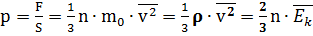 p = F/S = 1/3 n · m₀ · v̅² = 1/3 ρ · v̅² = 2/3 n · E̅ₖ